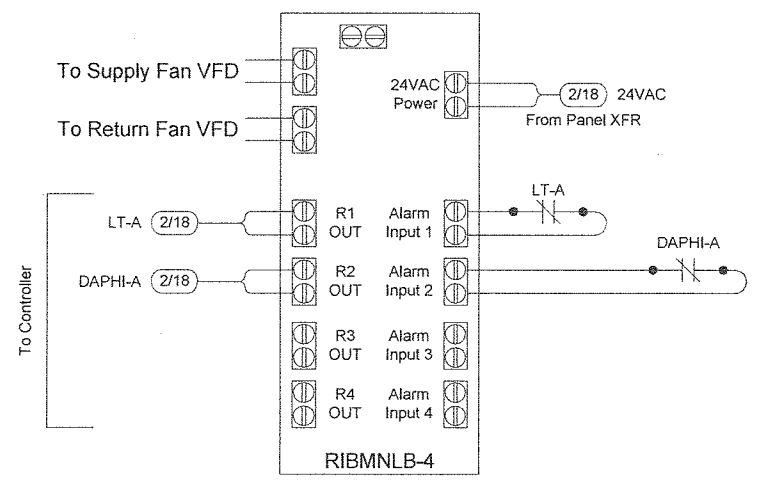 To Supply Fan VFD
To Return Fan VFD
24VAC
Power
2/18
24VAC
From Panel XFR
To Controller
LT-A
2/18
R1
OUT
Alarm
Input 1
LT-A
DAPHI-A
2/18
R2
OUT
Alarm
Input 2
DAPHI-A
R3
OUT
Alarm
Input 3
R4
OUT
Alarm
Input 4
RIBMNLB-4